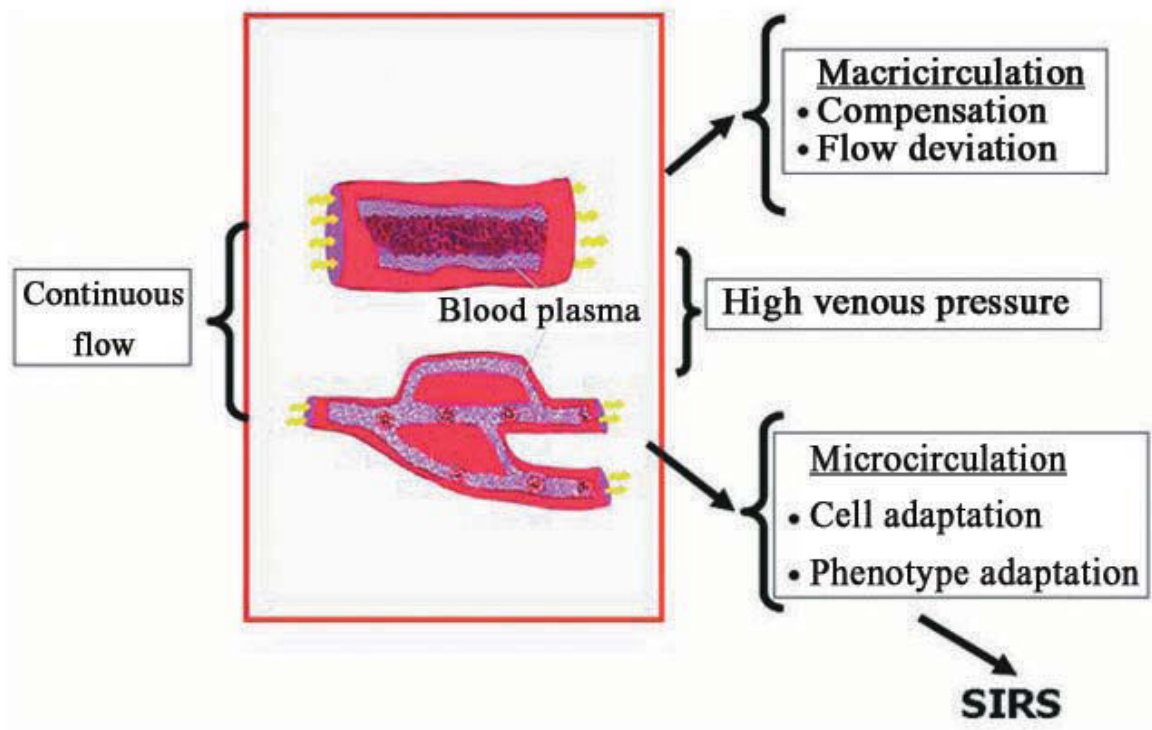 Macricirculation
• Compensation
• Flow deviation
Continuous
flow
Blood plasma
High venous pressure
Microcirculation
• Cell adaptation
• Phenotype adaptation
SIRS